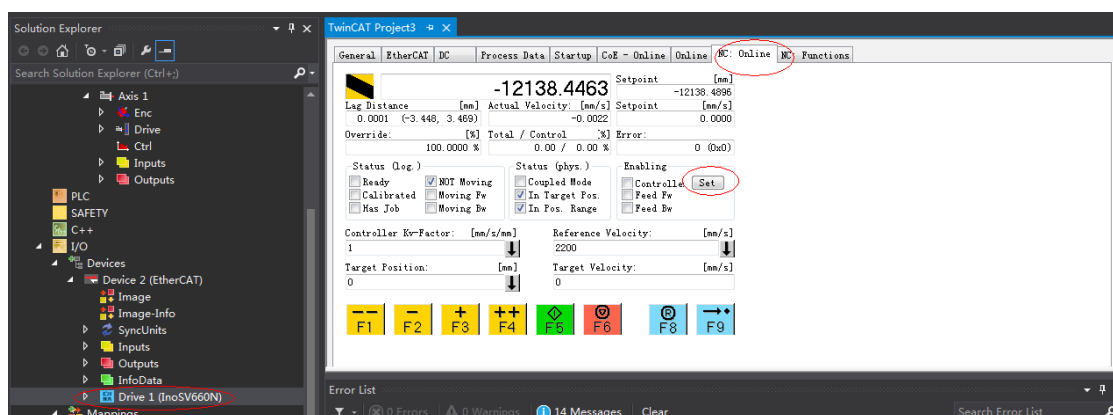 Solution Explorer
TwinCAT Project3
Search Solution Explorer (Ctrl+;)
Axis 1
Enc
Drive
Ctrl
Inputs
Outputs
PLC
SAFETY
C++
I/O
Devices
Device 2 (EtherCAT)
Image
Image-Info
SyncUnits
Inputs
Outputs
InfoData
Drive 1 (InoSV660N)
Mappings
General EtherCAT DC Process Data Startup CoE - Online Online NC: Online NC: Functions
-12138.4463
Setpoint [mm]
-12138.4896
Lag Distance [mm] Actual Velocity: [mm/s] Setpoint [mm/s]
0.0001 (-3.448, 3.469) -0.0022 0.0000
Override: [%] Total / Control [%] Error:
100.0000 % 0.00 / 0.00 % 0 (0x0)
Status (log.) Status (phys.) Enabling
Ready NOT Moving Coupled Mode Controlle Set
Calibrated Moving Fw In Target Pos. Feed Fw
Has Job Moving Bw In Pos. Range Feed Bw
Controller Kv-Factor: [mm/s/mm] Reference Velocity: [mm/s]
1 2200
Target Position: [mm] Target Velocity: [mm/s]
0 0
-- - + ++ R
F1 F2 F3 F4 F5 F6 F8 F9
Error List
0 Errors 0 Warnings 14 Messages Clear Search Error List